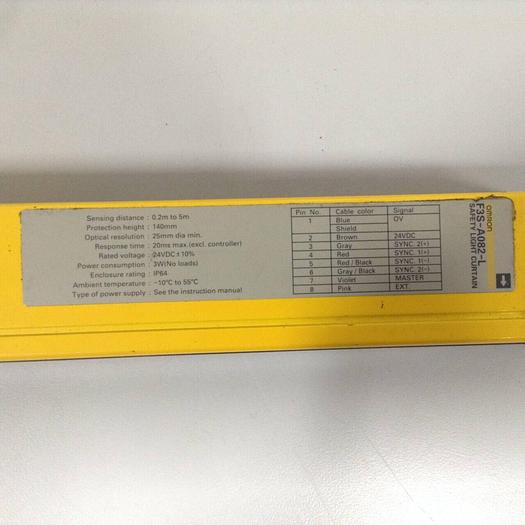 Sensing distance : 0.2m to 5m
Protection height : 140mm
Optical resolution : 25mm dia min.
Response time : 20ms max.(excl. controller)
Rated voltage : 24VDC ±10%
Power consumption : 3W(No loads)
Enclosure rating : IP64
Ambient temperature : −10°C to 55°C
Type of power supply : See the instruction manual
Pin No. Cable color Signal
1 Blue OV
Shield
2 Brown 24VDC
3 Gray SYNC. 2(+)
4 Red SYNC. 1(+)
5 Red / Black SYNC. 1(−)
6 Gray / Black SYNC. 2(−)
7 Violet MASTER
8 Pink EXT.
OMRON
F3S-A082-L
SAFETY LIGHT CURTAIN